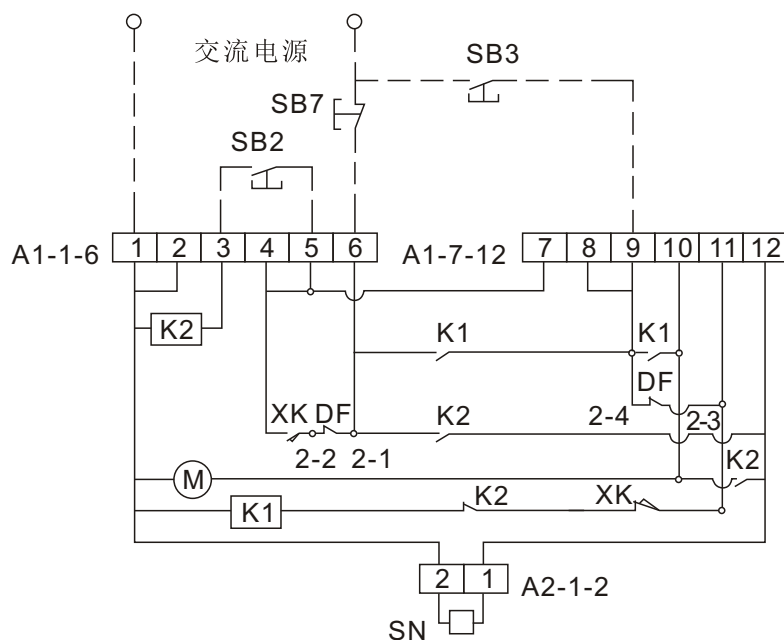 交流电源
SB3
SB7
SB2
A1-1-6
1 2 3 4 5 6
A1-7-12
7 8 9 10 11 12
K2
K1
K1
XK
DF
K2
DF
2-4
2-3
2-2
2-1
K2
M
K1
K2
XK
2 1
A2-1-2
SN